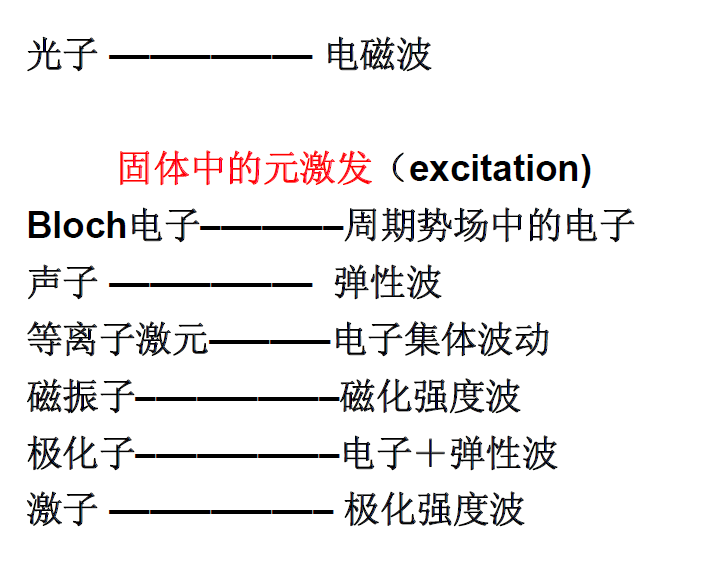 光子 —————— 电磁波
固体中的元激发（excitation)
Bloch电子————–周期势场中的电子
声子 —————— 弹性波
等离子激元————电子集体波动
磁振子——————磁化强度波
极化子——————电子＋弹性波
激子 —————— 极化强度波